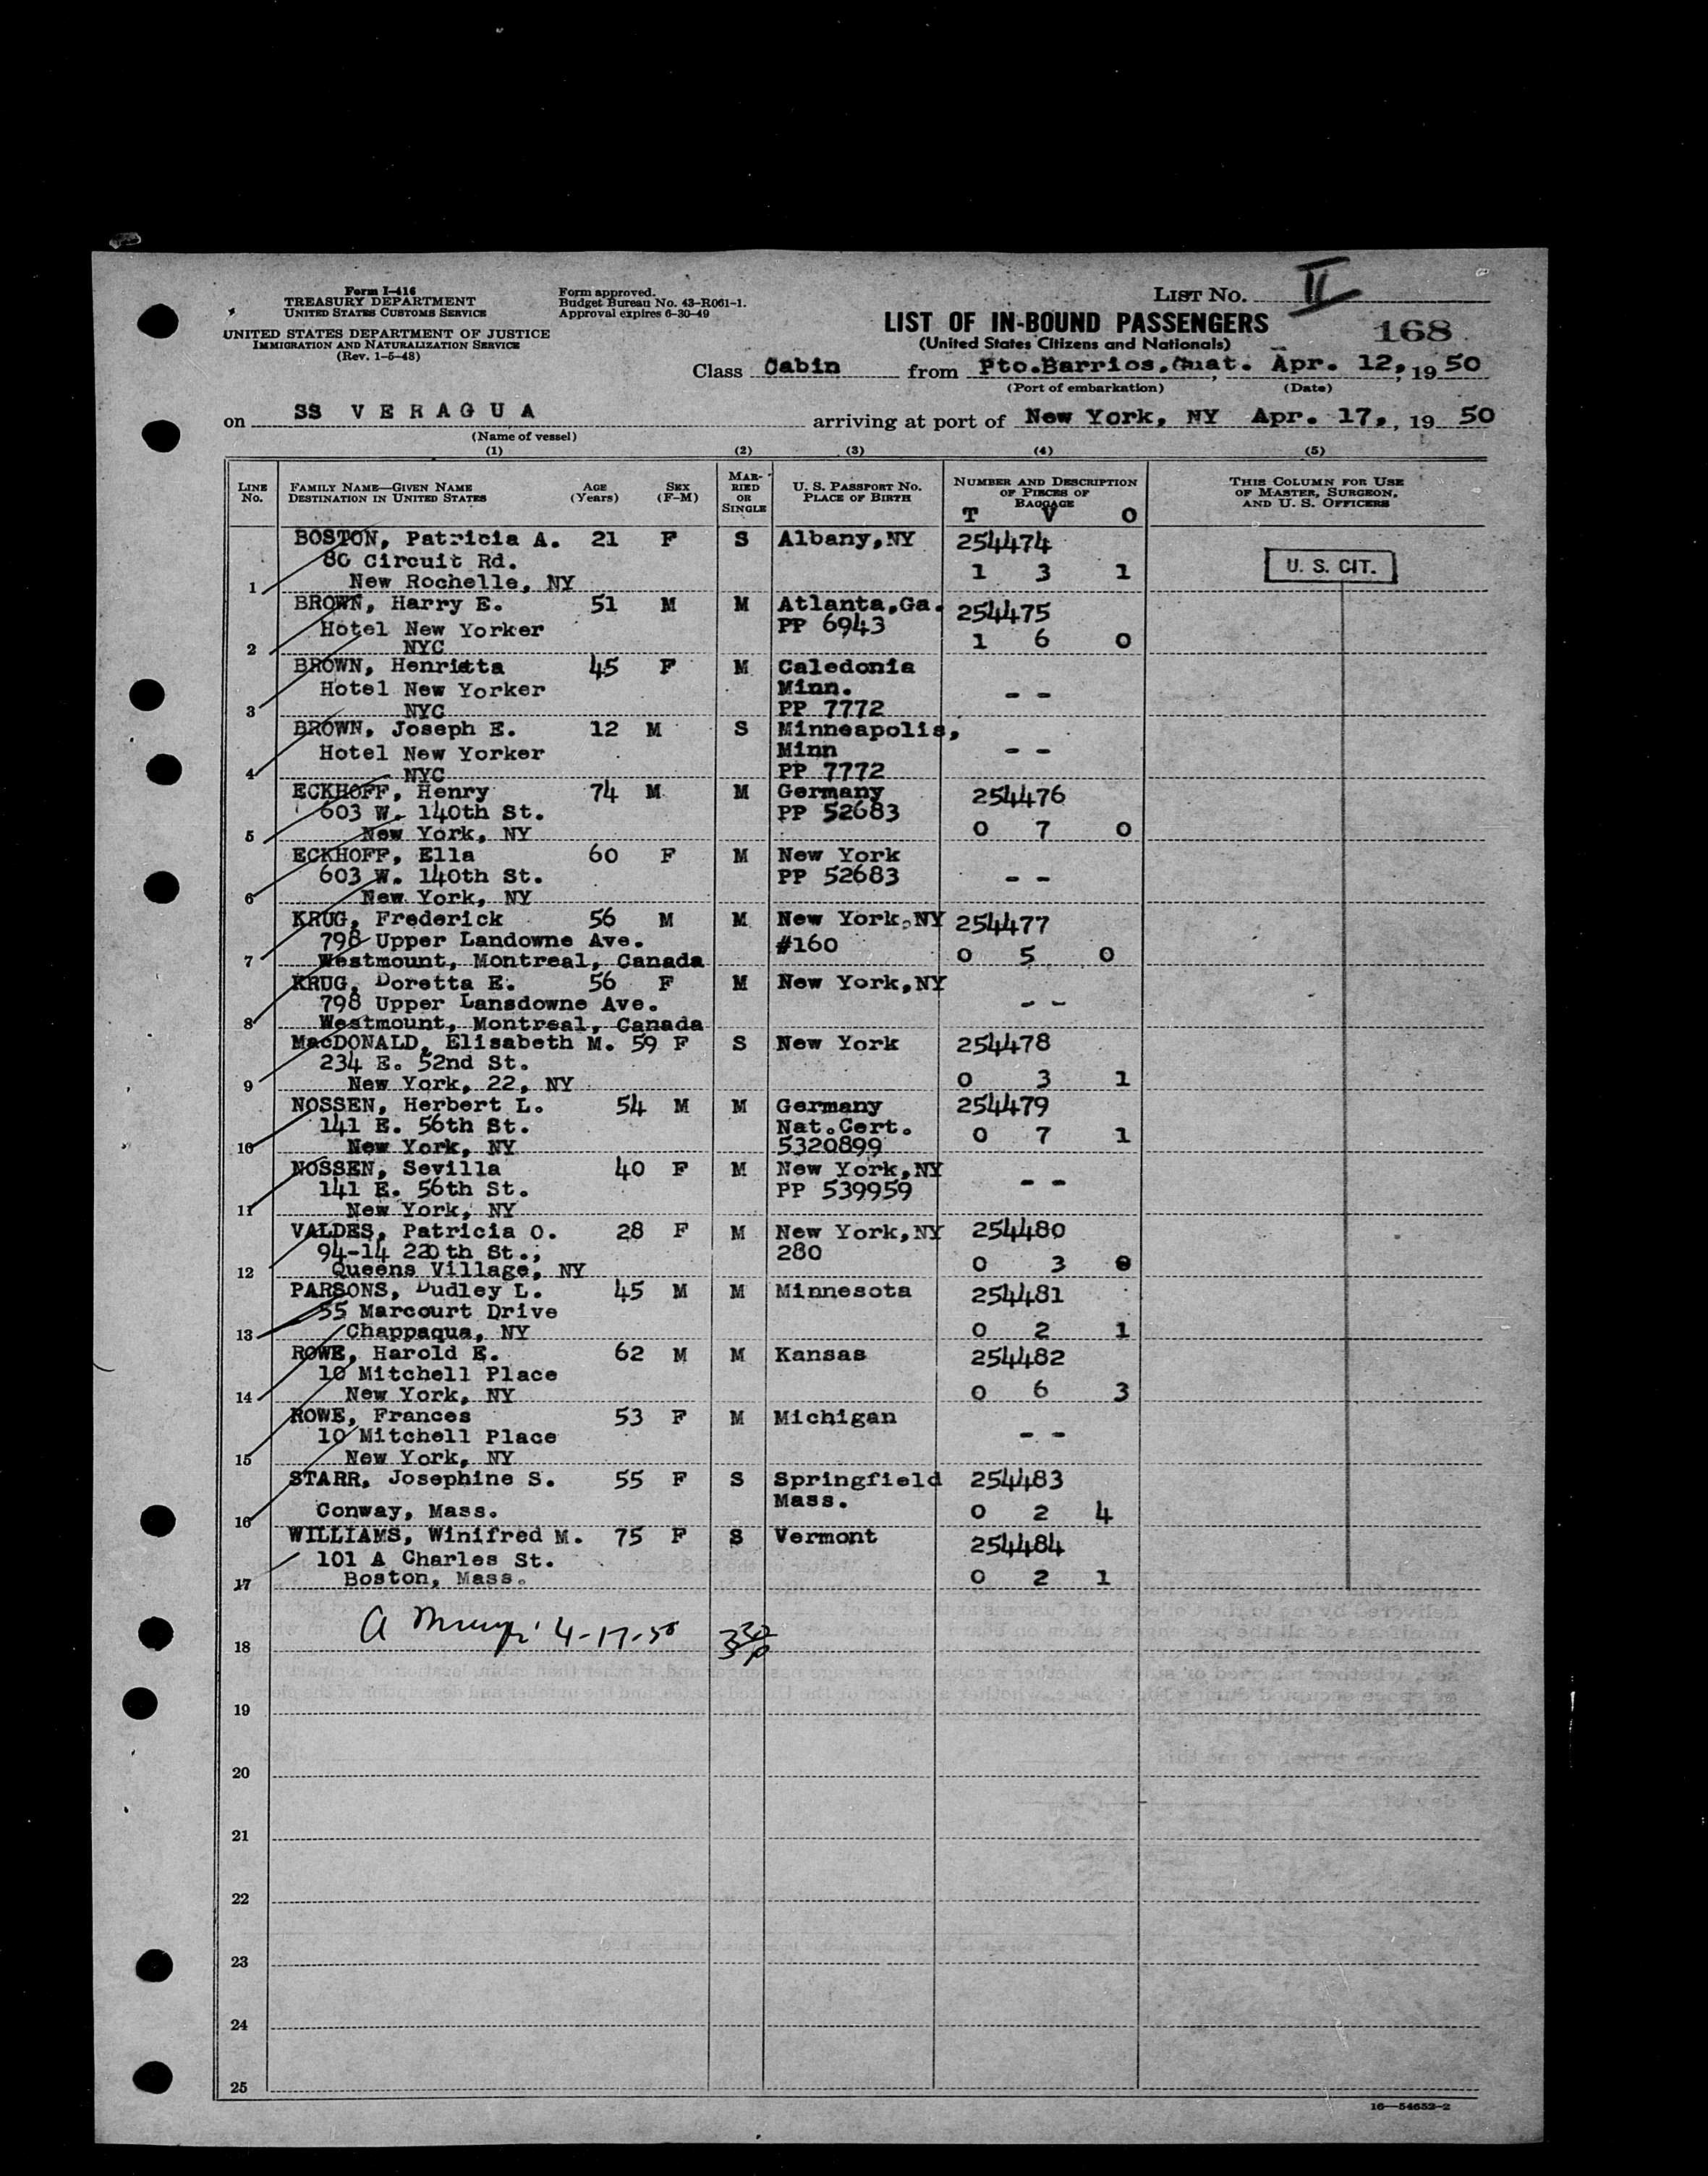 Form I-416
TREASURY DEPARTMENT
UNITED STATES CUSTOMS SERVICE
UNITED STATES DEPARTMENT OF JUSTICE
IMMIGRATION AND NATURALIZATION SERVICE
(Rev. 1-5-48)
Form approved.
Budget Bureau No. 43-R061-1.
Approval expires 6-30-49
LIST NO. II
LIST OF IN-BOUND PASSENGERS
(United States Citizens and Nationals)
168
Class Cabin from Pto.Barrios,Guat. Apr. 12, 1950
(Port of embarkation) (Date)
on SS VERAGUA arriving at port of New York, NY Apr. 17, , 19 50
(Name of vessel)
(1) (2) (3) (4) (5)
LINE NO. FAMILY NAME—GIVEN NAME DESTINATION IN UNITED STATES AGE (Years) SEX (F-M) MARRIED OR SINGLE U. S. PASSPORT NO. PLACE OF BIRTH NUMBER AND DESCRIPTION OF PIECES OF BAGGAGE THIS COLUMN FOR USE OF MASTER, SURGEON, AND U. S. OFFICERS
T V O
BOSTON, Patricia A. 21 F S Albany,NY 254474
80 Circuit Rd. U. S. CIT.
1 New Rochelle, NY 1 3 1
BROWN, Harry E. 51 M M Atlanta,Ga. 254475
Hotel New Yorker PP 6943
2 NYC 1 6 0
BROWN, Henrietta 45 F M Caledonia
Hotel New Yorker Minn. - -
3 NYC PP 7772
BROWN, Joseph E. 12 M S Minneapolis,
Hotel New Yorker Minn - -
4 NYC PP 7772
ECKHOFF, Henry 74 M M Germany 254476
603 W. 140th St. PP 52683
5 New York, NY 0 7 0
ECKHOFF, Ella 60 F M New York
603 W. 140th St. PP 52683 - -
6 New York, NY
KRUG, Frederick 56 M M New York,NY 254477
798 Upper Landowne Ave. #160
7 Westmount, Montreal, Canada 0 5 0
KRUG, Doretta E. 56 F M New York,NY
798 Upper Lansdowne Ave. - -
8 Westmount, Montreal, Canada
MacDONALD, Elisabeth M. 59 F S New York 254478
234 E. 52nd St.
9 New York, 22, NY 0 3 1
NOSSEN, Herbert L. 54 M M Germany 254479
141 E. 56th St. Nat.Cert. 0 7 1
10 New York, NY 5320899
NOSSEN, Sevilla 40 F M New York,NY
141 E. 56th St. PP 539959 - -
11 New York, NY
VALDES, Patricia O. 28 F M New York,NY 254480
94-14 220th St., 280
12 Queens Village, NY 0 3 0
PARSONS, Dudley L. 45 M M Minnesota 254481
55 Marcourt Drive
13 Chappaqua, NY 0 2 1
ROWE, Harold E. 62 M M Kansas 254482
10 Mitchell Place
14 New York, NY 0 6 3
ROWE, Frances 53 F M Michigan
10 Mitchell Place - -
15 New York, NY
STARR, Josephine S. 55 F S Springfield 254483
Mass.
16 Conway, Mass. 0 2 4
WILLIAMS, Winifred M. 75 F S Vermont 254484
101 A Charles St.
17 Boston, Mass. 0 2 1
18 4-17-50
19
20
21
22
23
24
25
16—54652-2